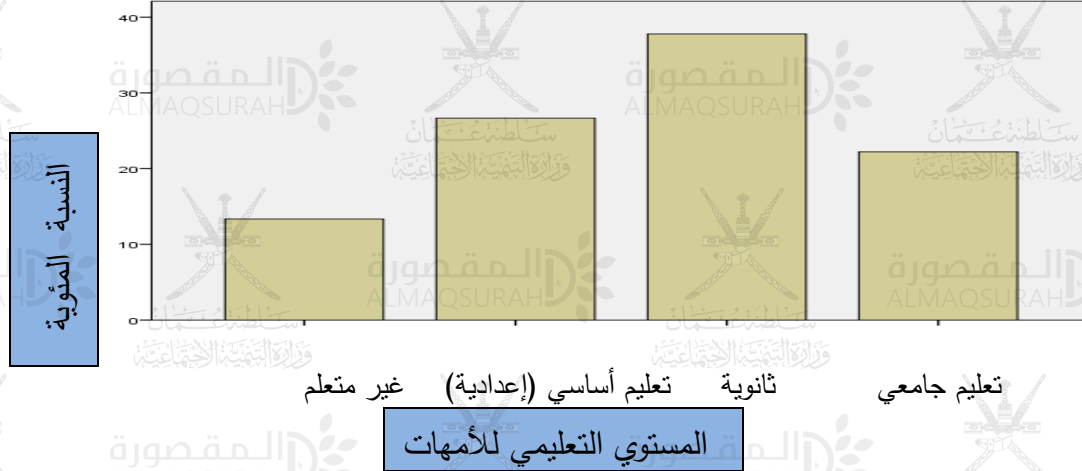 40
30
20
10
0
النسبة المئوية
غير متعلم تعليم أساسي (إعدادية) ثانوية تعليم جامعي
المستوي التعليمي للأمهات
المقصورة
ALMAQSURAH
سلطنة عمان
وزارة التنمية الاجتماعية